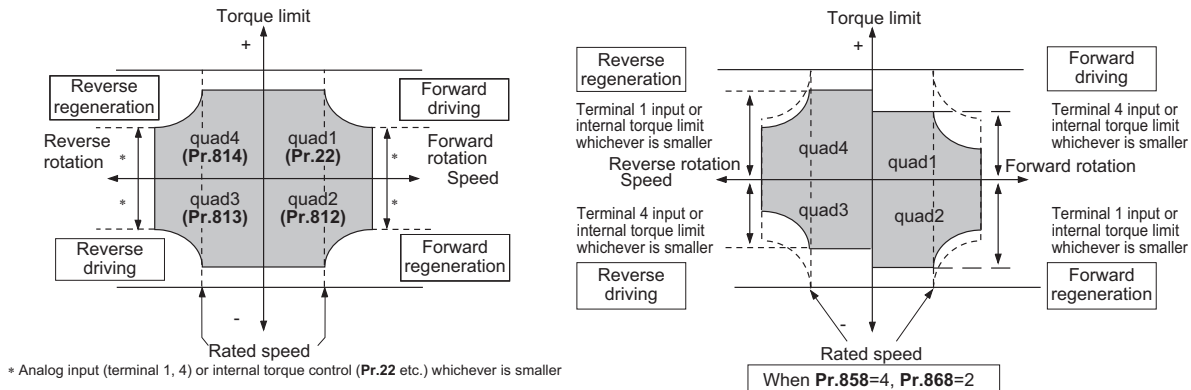 Torque limit
+
Reverse
regeneration
Forward
driving
Reverse
rotation
quad4
(Pr.814)
quad1
(Pr.22)
Forward
rotation
Speed
*
*
*
*
quad3
(Pr.813)
quad2
(Pr.812)
Reverse
driving
Forward
regeneration
-
Rated speed
* Analog input (terminal 1, 4) or internal torque control (Pr.22 etc.) whichever is smaller
Torque limit
+
Reverse
regeneration
Forward
driving
Terminal 1 input or
internal torque limit
whichever is smaller
Terminal 4 input or
internal torque limit
whichever is smaller
quad4
quad1
Reverse rotation
Speed
Forward rotation
quad3
quad2
Terminal 4 input or
internal torque limit
whichever is smaller
Terminal 1 input or
internal torque limit
whichever is smaller
Reverse
driving
Forward
regeneration
-
Rated speed
When Pr.858=4, Pr.868=2